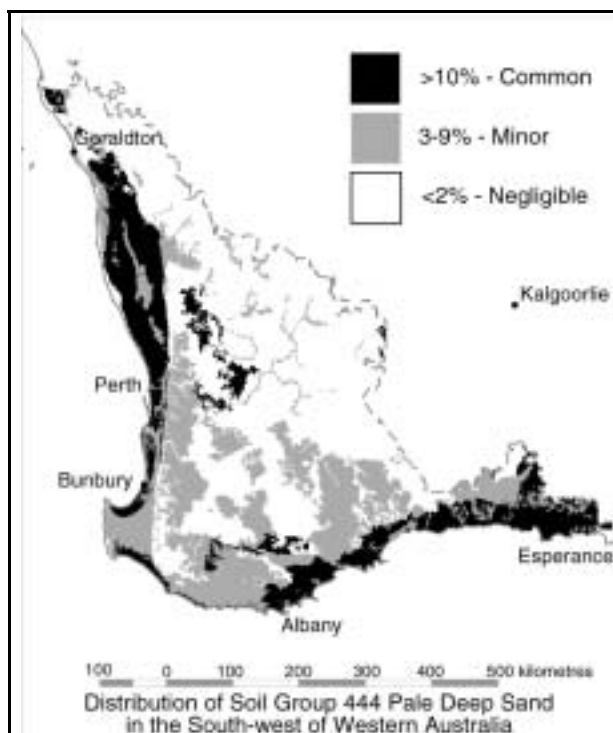 >10% - Common
3-9% - Minor
<2% - Negligible
Geraldton
Kalgoorlie
Perth
Bunbury
Esperance
Albany
100 0 100 200 300 400 500 kilometres
Distribution of Soil Group 444 Pale Deep Sand
in the South-west of Western Australia